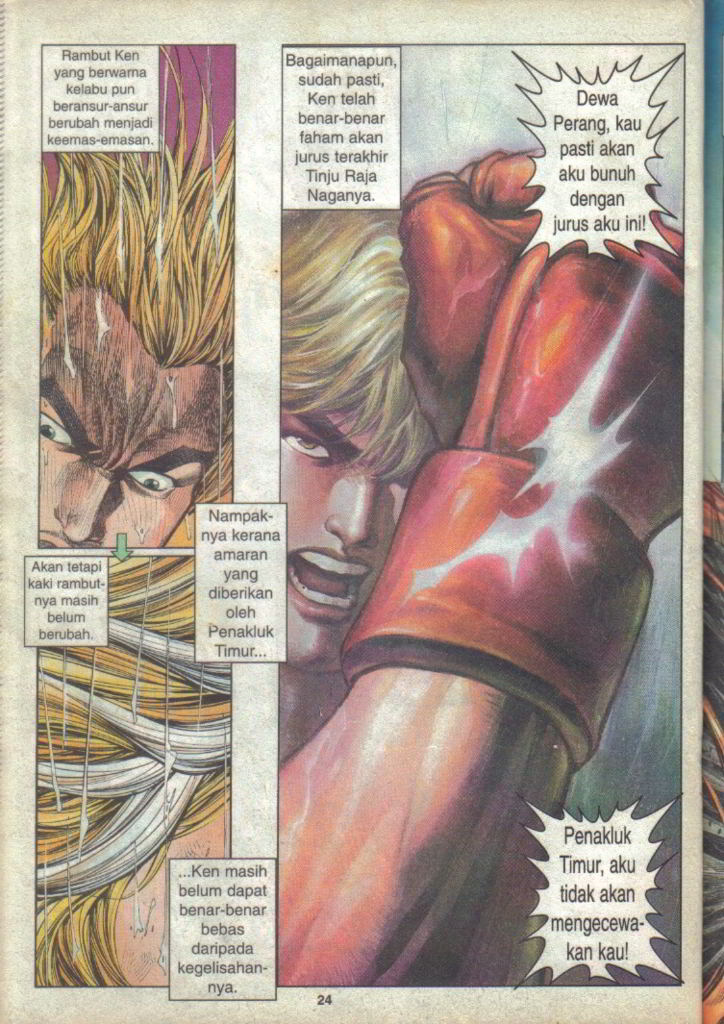 Rambut Ken
yang berwarna
kelabu pun
beransur-ansur
berubah menjadi
keemas-emasan.
Akan tetapi
kaki rambut-
nya masih
belum
berubah.
Nampak-
nya kerana
amaran
yang
diberikan
oleh
Penakluk
Timur...
...Ken masih
belum dapat
benar-benar
bebas
daripada
kegelisahan-
nya.
Bagaimanapun,
sudah pasti,
Ken telah
benar-benar
faham akan
jurus terakhir
Tinju Raja
Naganya.
Dewa
Perang, kau
pasti akan
aku bunuh
dengan
jurus aku ini!
Penakluk
Timur, aku
tidak akan
mengecewa-
kan kau!
24